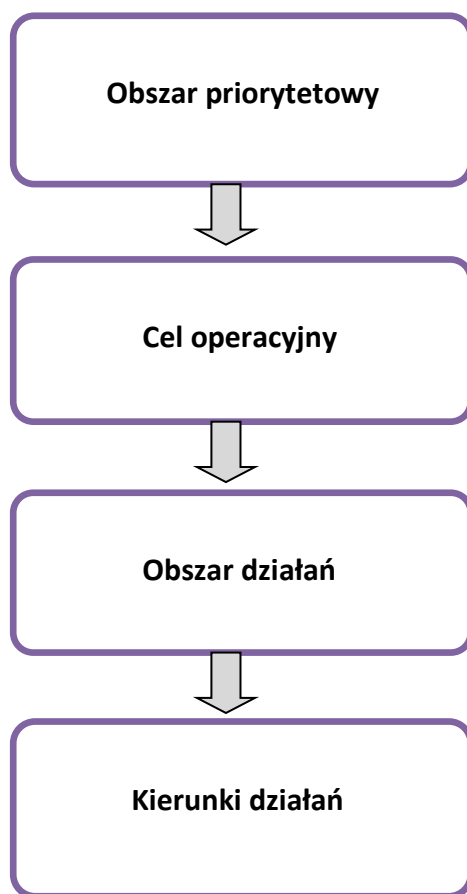 Obszar priorytetowy
Cel operacyjny
Obszar działań
Kierunki działań